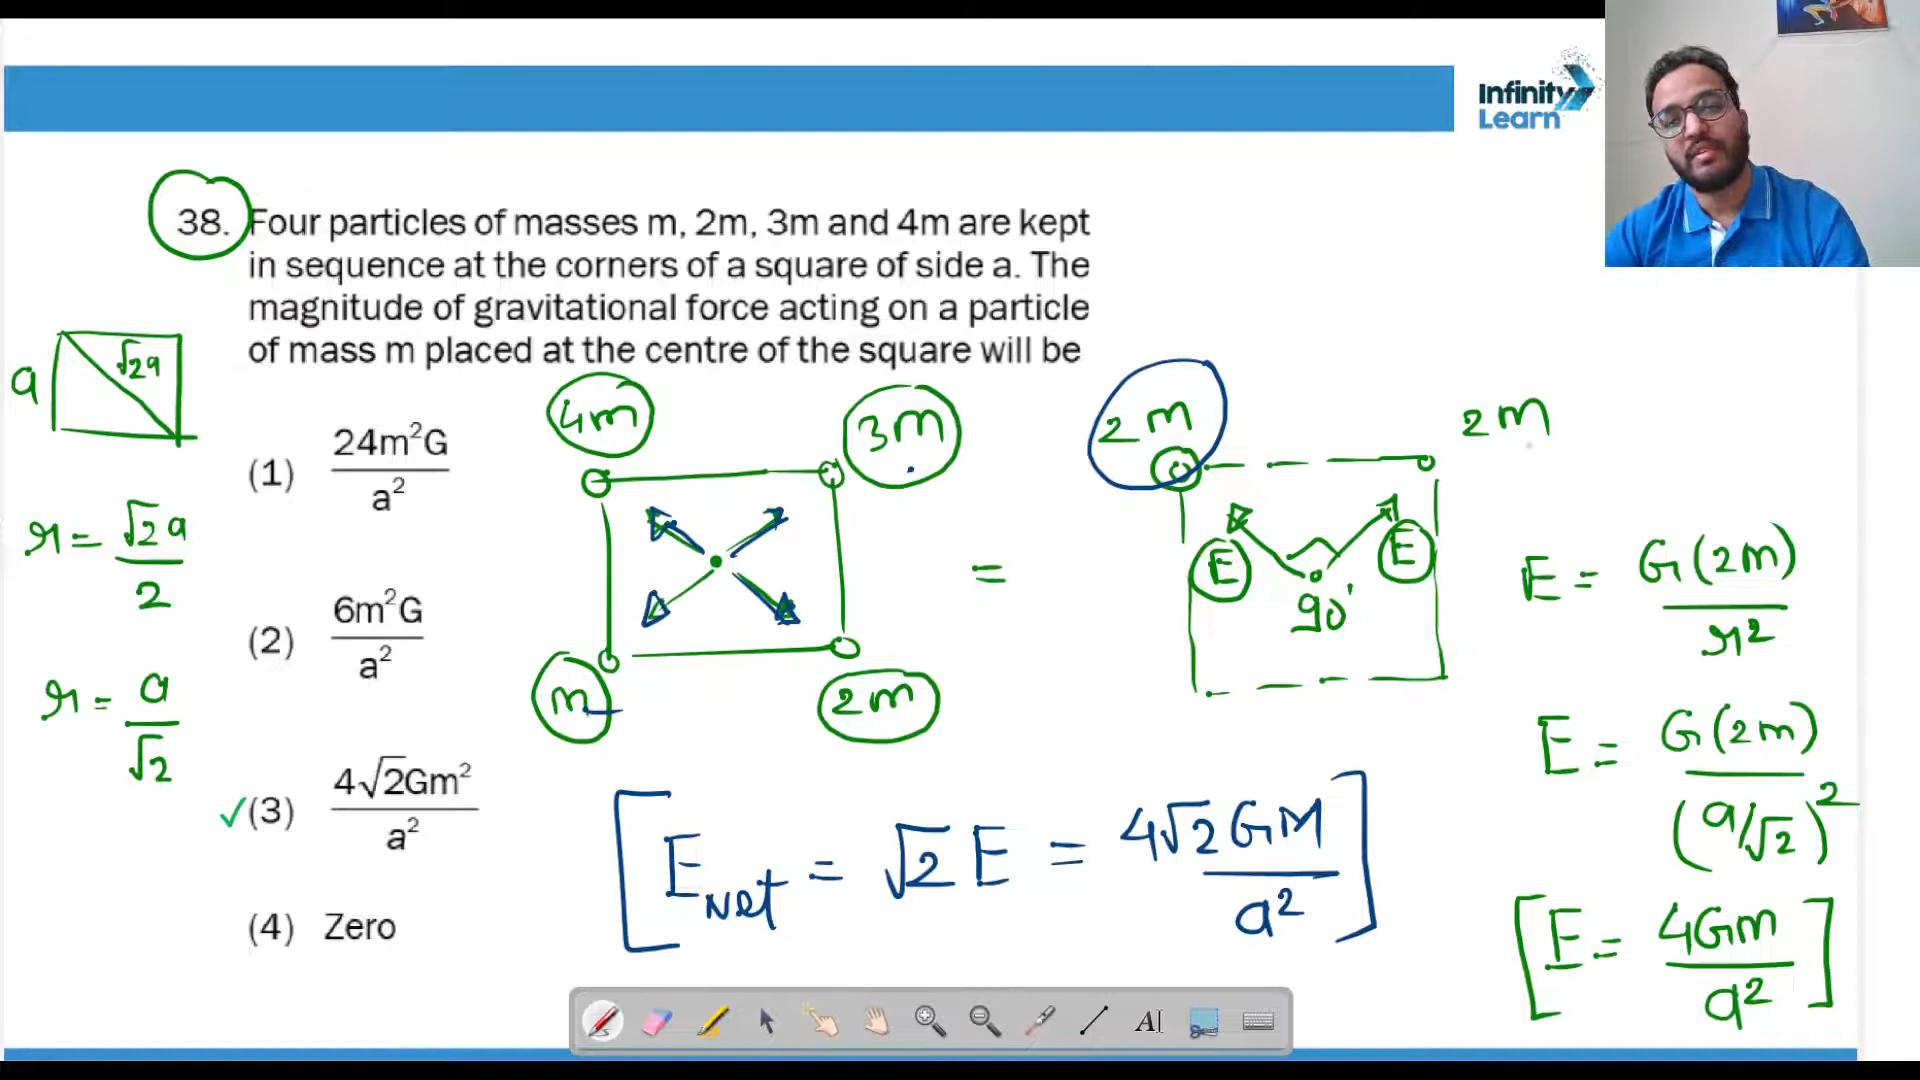 Infinity
Learn
38. Four particles of masses m, 2m, 3m and 4m are kept
in sequence at the corners of a square of side a. The
magnitude of gravitational force acting on a particle
of mass m placed at the centre of the square will be
a
√2a
r = √2a / 2
r = a / √2
(1) 24m²G / a²
(2) 6m²G / a²
✓(3) 4√2Gm² / a²
(4) Zero
4m
3m
m
2m
=
2m
2m
E
E
90°
E = G(2m) / r²
E = G(2m) / (a/√2)²
[E = 4Gm / a²]
[E_Net = √2 E = 4√2GM / a²]
AI